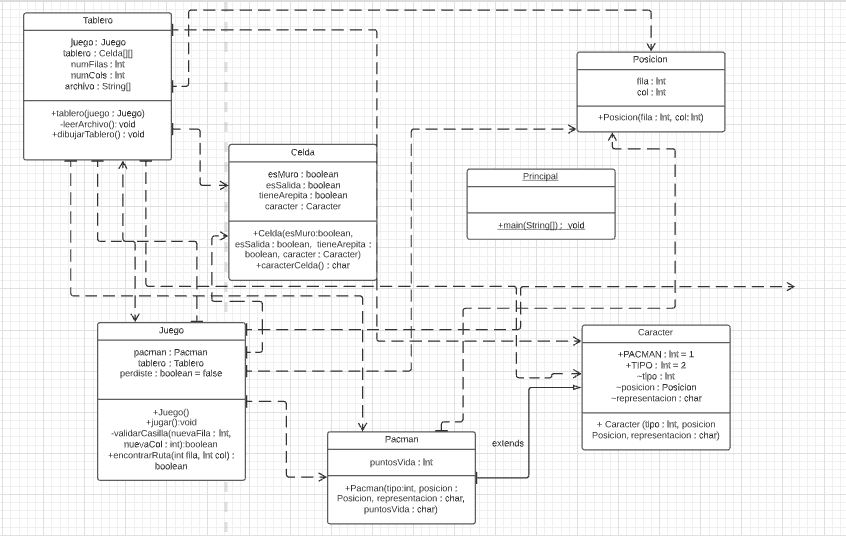 Tablero
juego : Juego
tablero : Celda[][]
numFilas : Int
numCols : Int
archivo : String[]
+tablero(juego : Juego)
-leerArchivo(): void
+dibujarTablero() : void
Posicion
fila : Int
col : Int
+Posicion(fila : Int, col: Int)
Celda
esMuro : boolean
esSalida : boolean
tieneArepita : boolean
caracter : Caracter
+Celda(esMuro:boolean,
esSalida : boolean, tieneArepita :
boolean, caracter : Caracter)
+caracterCelda() : char
Principal
+main(String[]) : void
Juego
pacman : Pacman
tablero : Tablero
perdiste : boolean = false
+Juego()
+jugar():void
-validarCasilla(nuevaFila : Int,
nuevaCol : int):boolean
+encontrarRuta(int fila, Int col) :
boolean
Caracter
+PACMAN : Int = 1
+TIPO : Int = 2
~tipo : Int
~posicion : Posicion
~representacion : char
+ Caracter (tipo : Int, posicion
Posicion, representacion : char)
Pacman
puntosVida : Int
+Pacman(tipo:int, posicion :
Posicion, representacion : char,
puntosVida : char)
extends